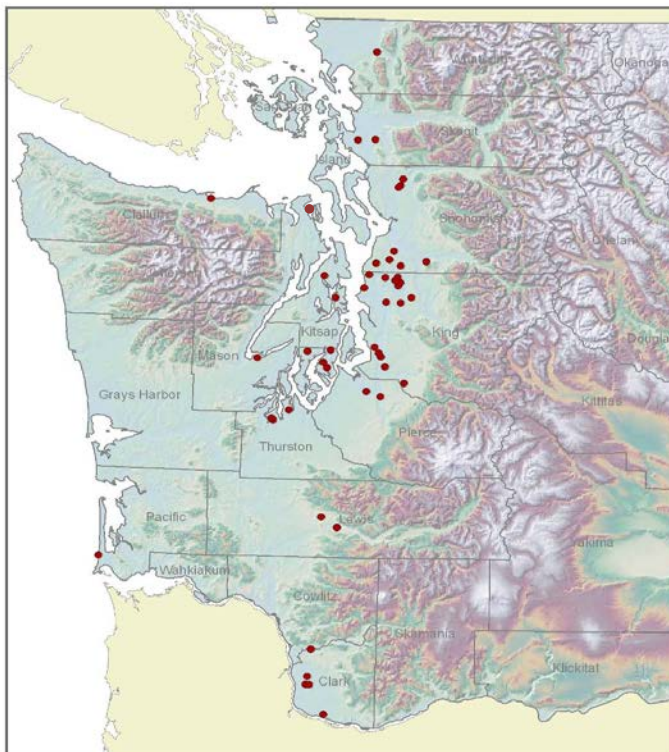 Whatcom
Okanoga
San Juan
Skagit
Island
Clallam
Snohomish
Chelan
Jefferson
Kitsap
King
Douglas
Mason
Grays Harbor
Kittitas
Pierce
Thurston
Pacific
Lewis
Yakima
Wahkiakum
Cowlitz
Skamania
Klickitat
Clark